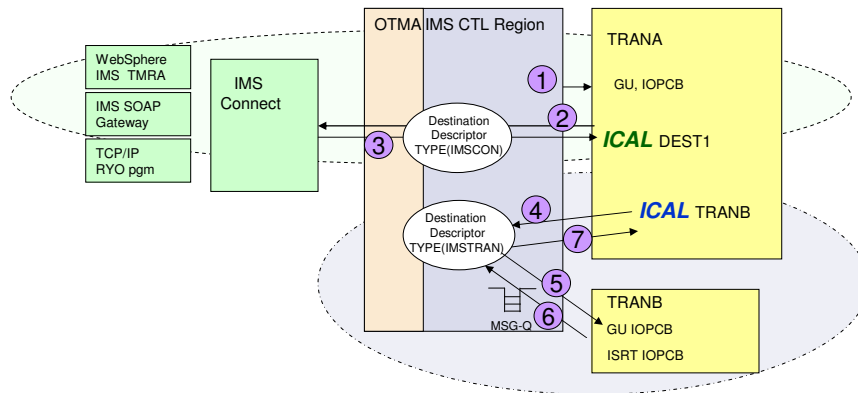 OTMA IMS CTL Region
WebSphere
IMS TMRA
IMS SOAP
Gateway
TCP/IP
RYO pgm
IMS
Connect
Destination
Descriptor
TYPE(IMSCON)
Destination
Descriptor
TYPE(IMSTRAN)
MSG-Q
1
2
3
4
7
5
6
TRANA
GU, IOPCB
ICAL DEST1
ICAL TRANB
TRANB
GU IOPCB
ISRT IOPCB